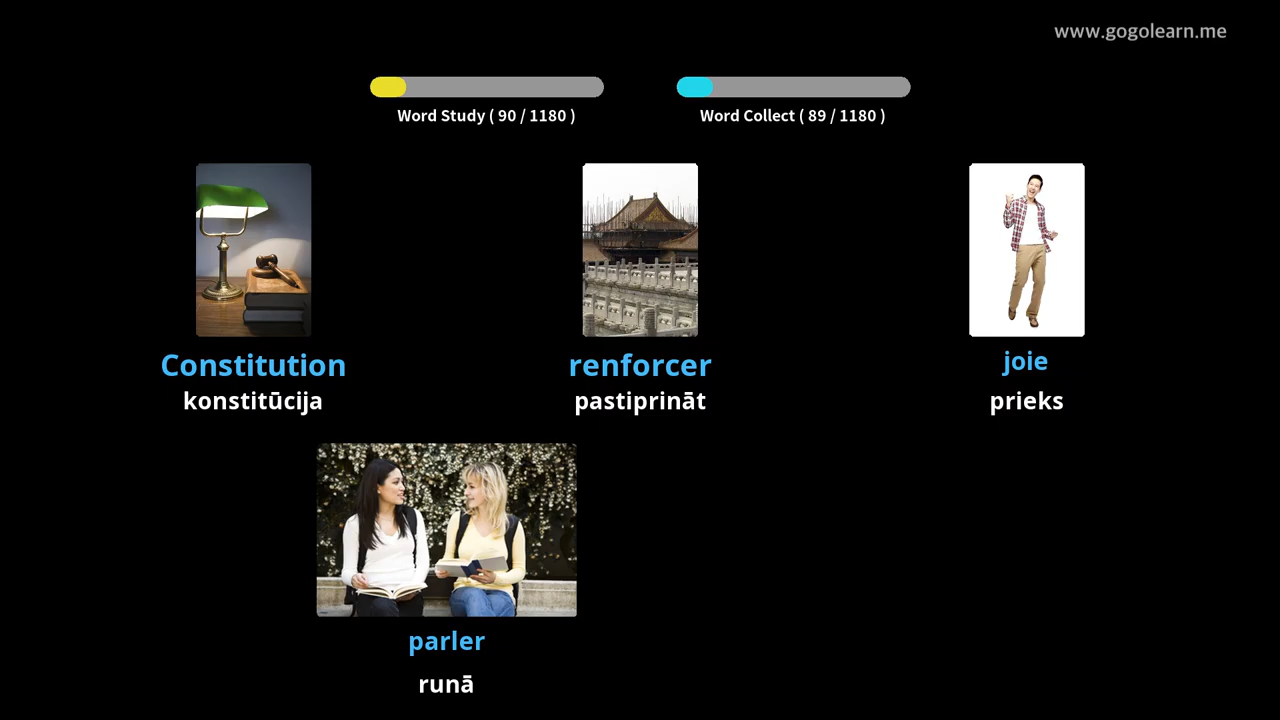 www.gogolearn.me
Word Study ( 90 / 1180 )
Word Collect ( 89 / 1180 )
Constitution
konstitūcija
renforcer
pastiprināt
joie
prieks
parler
runā